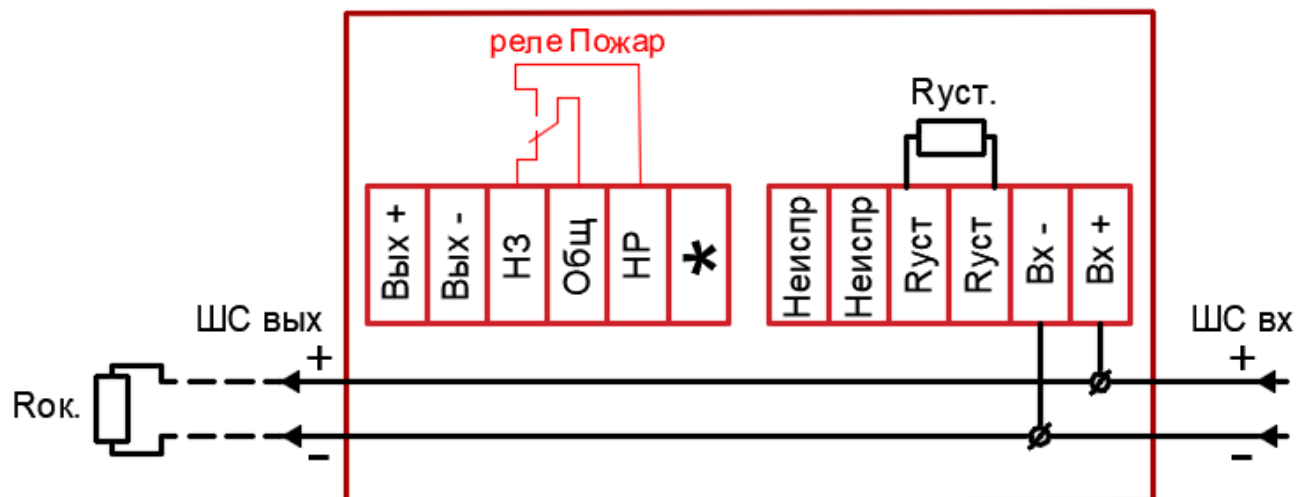 реле Пожар
Rуст.
Вых +
Вых -
НЗ
Общ
НР
*
Неиспр
Неиспр
Rуст
Rуст
Вх -
Вх +
ШС вых
ШС вх
+
+
Rок.
–
–